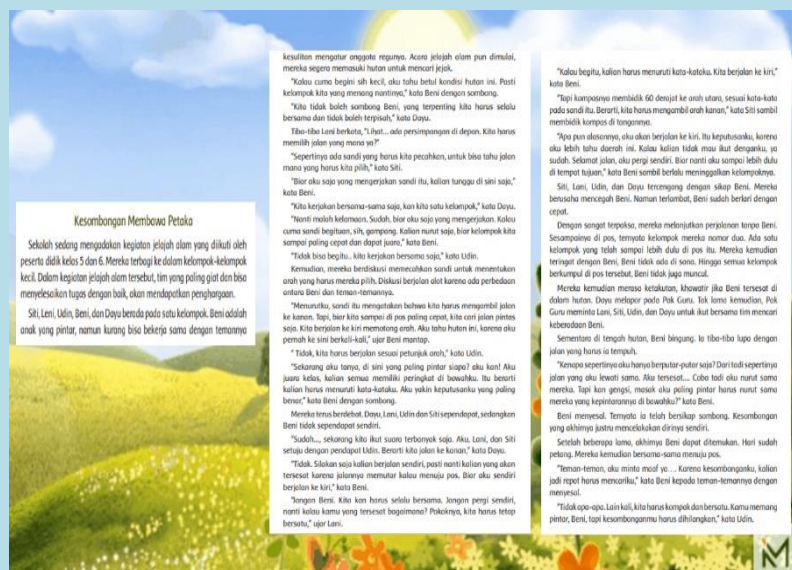 Kesombongan Membawa Petaka
Sekolah sedang mengadakan kegiatan jelajah alam yang diikuti oleh
peserta didik kelas 5 dan 6. Mereka terbagi ke dalam kelompok-kelompok
kecil. Dalam kegiatan jelajah alam tersebut, tim yang paling giat dan bisa
menyelesaikan tugas dengan baik, akan mendapatkan penghargaan.
Siti, Leni, Udin, Beni, dan Dayu berada pada satu kelompok. Beni adalah
anak yang pintar, namun kurang bisa bekerja sama dengan temannya
kesulitan mengatur anggota regunya. Acara jelajah alam pun dimulai,
mereka segera memasuki hutan untuk mencari jejak.
"Kalau cuma begini sih kecil, aku tahu betul kondisi hutan ini. Pasti
kelompok kita yang menang nantinya," kata Beni dengan sombong.
"Kita tidak boleh sombong Beni, yang terpenting kita harus selalu
bersama dan tidak boleh terpisah," kata Dayu.
Tiba-tiba Lani berkata, "Lihat... ada persimpangan di depan. Kita harus
memilih jalan yang mana ya?"
"Sepertinya ada sandi yang harus kita pecahkan, untuk bisa tahu jalan
mana yang harus kita pilih," kata Siti.
"Biar aku saja yang mengerjakan sandi itu, kalian tunggu di sini saja,"
kata Beni.
"Kita kerjakan bersama-sama saja, kan kita satu kelompok," kata Dayu.
"Nanti malah kelamaan. Sudah, biar aku saja yang mengerjakan. Kalau
cuma sandi begituan, sih, gampang. Kalian nurut saja, biar kelompok kita
sampai paling cepat dan dapat juara," kata Beni.
"Tidak bisa begitu.. kita kerjakan bersama saja," kata Udin.
Kemudian, mereka berdiskusi memecahkan sandi untuk menentukan
arah yang harus mereka pilih. Diskusi berjalan alot karena ada perbedaan
antara Beni dan teman-temannya.
"Menurutku, sandi itu mengatakan bahwa kita harus mengambil jalan
ke kanan. Tapi, biar kita sampai di pos paling cepat, kita cari jalan pintas
saja. Kita berjalan ke kiri memotong arah. Aku tahu hutan ini, karena aku
pernah ke sini berkali-kali," ujar Beni mantap.
" Tidak, kita harus berjalan sesuai petunjuk arah," kata Udin.
"Sekarang aku tanya, di sini yang paling pintar siapa? aku kan! Aku
juara kelas, kalian semua memiliki peringkat di bawahku. Itu berarti
kalian harus menuruti kata-kataku. Aku yakin keputusanku yang paling
benar," kata Beni dengan sombong.
Mereka terus berdebat. Dayu, Lani, Udin dan Siti sependapat, sedangkan
Beni tidak sependapat sendiri.
"Sudah..., sekarang kita ikut suara terbanyak saja. Aku, Lani, dan Siti
setuju dengan pendapat Udin. Berarti kita jalan ke kanan," kata Dayu.
"Tidak. Silakan saja kalian berjalan sendiri, pasti nanti kalian yang akan
tersesat karena jalannya memutar kalau menuju pos. Biar aku sendiri
berjalan ke kiri," kata Beni.
"Jangan Beni. Kita kan harus selalu bersama. Jangan pergi sendiri,
nanti kalau kamu yang tersesat bagaimana? Pokoknya, kita harus tetap
bersatu," ujar Lani.
"Kalau begitu, kalian harus menuruti kata-kataku. Kita berjalan ke kiri,"
kata Beni.
"Tapi kompasnya membidik 60 derajat ke arah utara, sesuai kata-kata
pada sandi itu. Berarti, kita harus mengambil arah kanan," kata Siti sambil
membidik kompas di tangannya.
"Apa pun alasannya, aku akan berjalan ke kiri. Itu keputusanku, karena
aku lebih tahu daerah ini. Kalau kalian tidak mau ikut denganku, ya
sudah. Selamat jalan, aku pergi sendiri. Biar nanti aku sampai lebih dulu
di tempat tujuan," kata Beni sambil berlalu meninggalkan kelompoknya.
Siti, Lani, Udin, dan Dayu tercengang dengan sikap Beni. Mereka
berusaha mencegah Beni. Namun terlambat, Beni sudah berlari dengan
cepat.
Dengan sangat terpaksa, mereka melanjutkan perjalanan tanpa Beni.
Sesampainya di pos, ternyata kelompok mereka nomor dua. Ada satu
kelompok yang telah sampai lebih dulu di pos itu. Mereka kemudian
teringat dengan Beni, Beni tidak ada di sana. Hingga semua kelompok
berkumpul di pos tersebut, Beni tidak juga muncul.
Mereka kemudian merasa ketakutan, khawatir jika Beni tersesat di
dalam hutan. Dayu melapor pada Pak Guru. Tak lama kemudian, Pak
Guru meminta Lani, Siti, Udin, dan Dayu untuk ikut bersama tim mencari
keberadaan Beni.
Sementara di tengah hutan, Beni bingung. Ia tiba-tiba lupa dengan
jalan yang harus ia tempuh.
"Kenapa sepertinya aku hanya berputar-putar saja? Dari tadi sepertinya
jalan yang aku lewati sama. Aku tersesat.... Coba tadi aku nurut sama
mereka. Tapi kan gengsi, masak aku paling pintar harus nurut sama
mereka yang kepintarannya di bawahku?" kata Beni.
Beni menyesal. Ternyata ia telah bersikap sombong. Kesombongan
yang akhirnya justru mencelakakan dirinya sendiri.
Setelah beberapa lama, akhirnya Beni dapat ditemukan. Hari sudah
petang. Mereka kemudian bersama-sama menuju pos.
"Teman-teman, aku minta maaf ya.... Karena kesombonganku, kalian
jadi repot harus mencariku," kata Beni kepada teman-temannya dengan
menyesal.
"Tidak apa-apa. Lain kali, kita harus kompak dan bersatu. Kamu memang
pintar, Beni, tapi kesombonganmu harus dihilangkan," kata Udin.